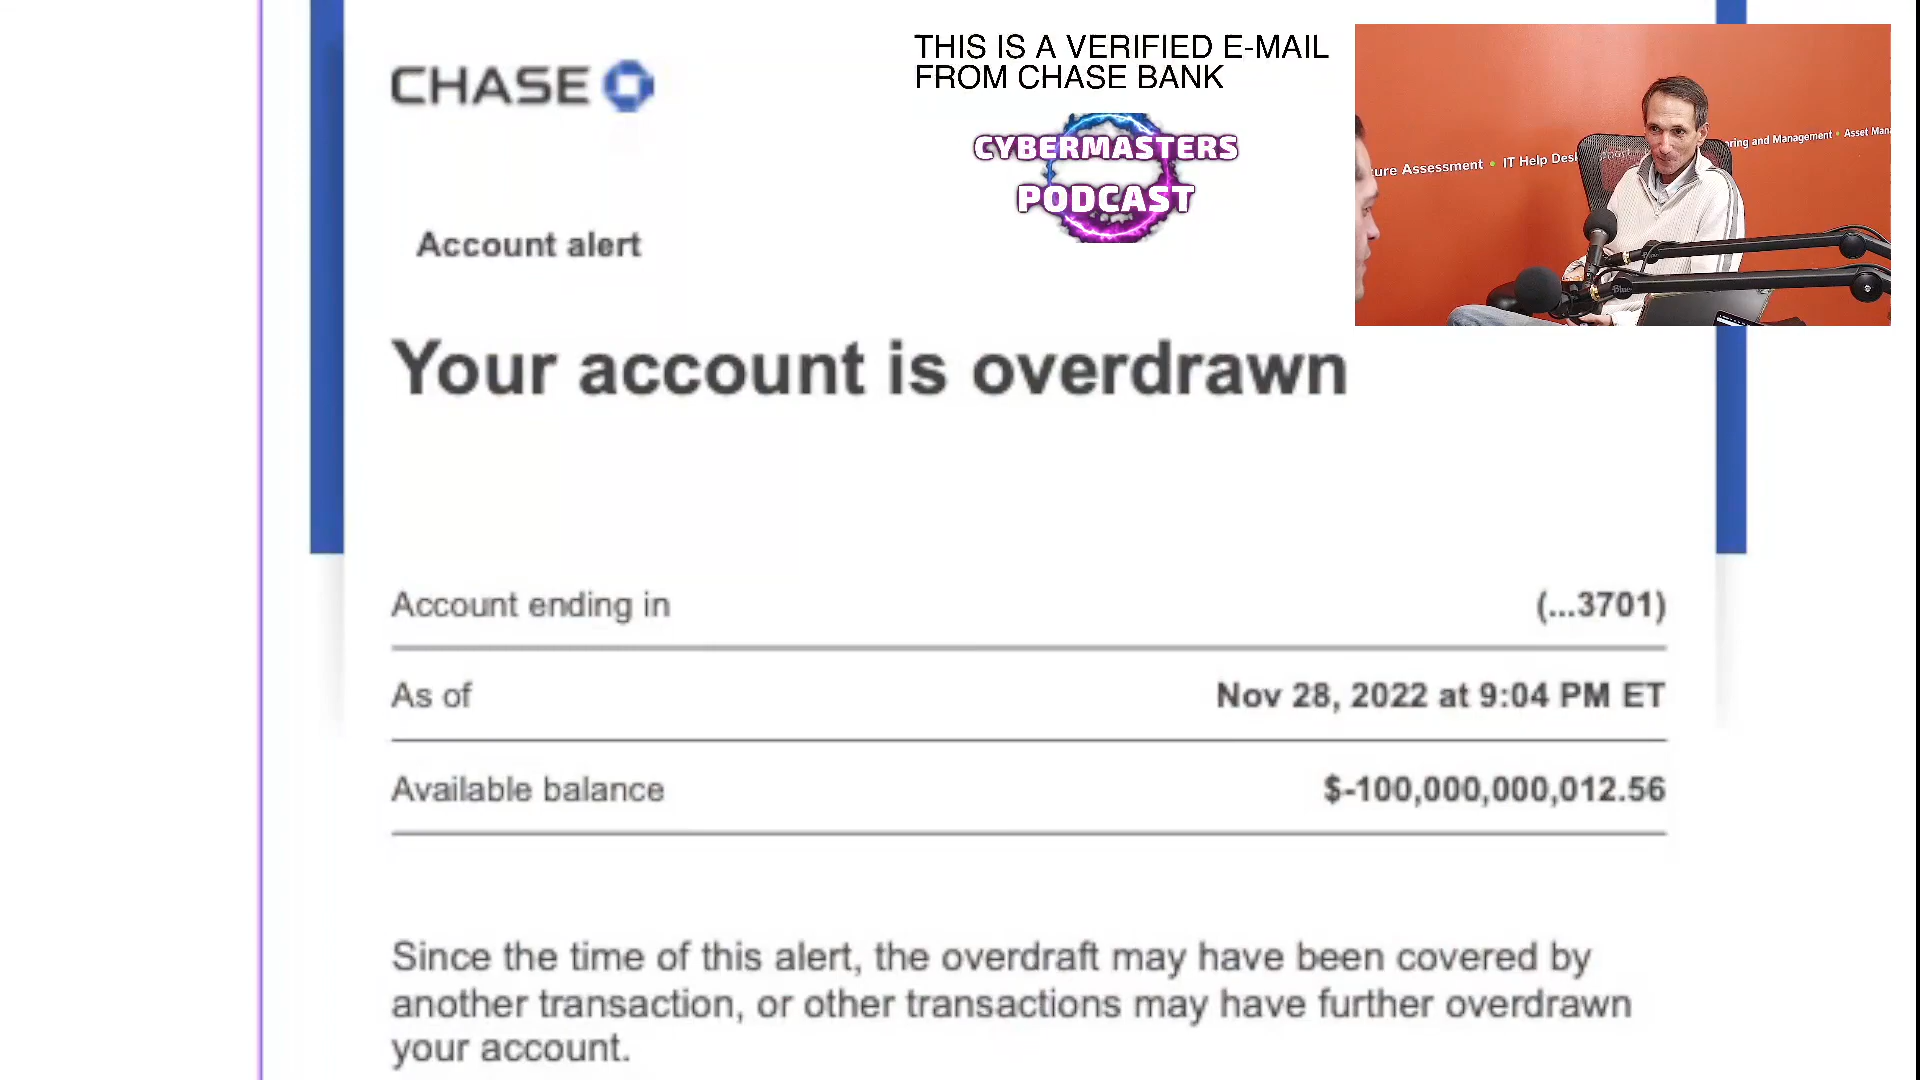 CHASE
THIS IS A VERIFIED E-MAIL
FROM CHASE BANK
CYBERMASTERS
PODCAST
ture Assessment • IT Help Desk
ring and Management • Asset Mana
Account alert
Your account is overdrawn
Account ending in (...3701)
As of Nov 28, 2022 at 9:04 PM ET
Available balance $-100,000,000,012.56
Since the time of this alert, the overdraft may have been covered by
another transaction, or other transactions may have further overdrawn
your account.